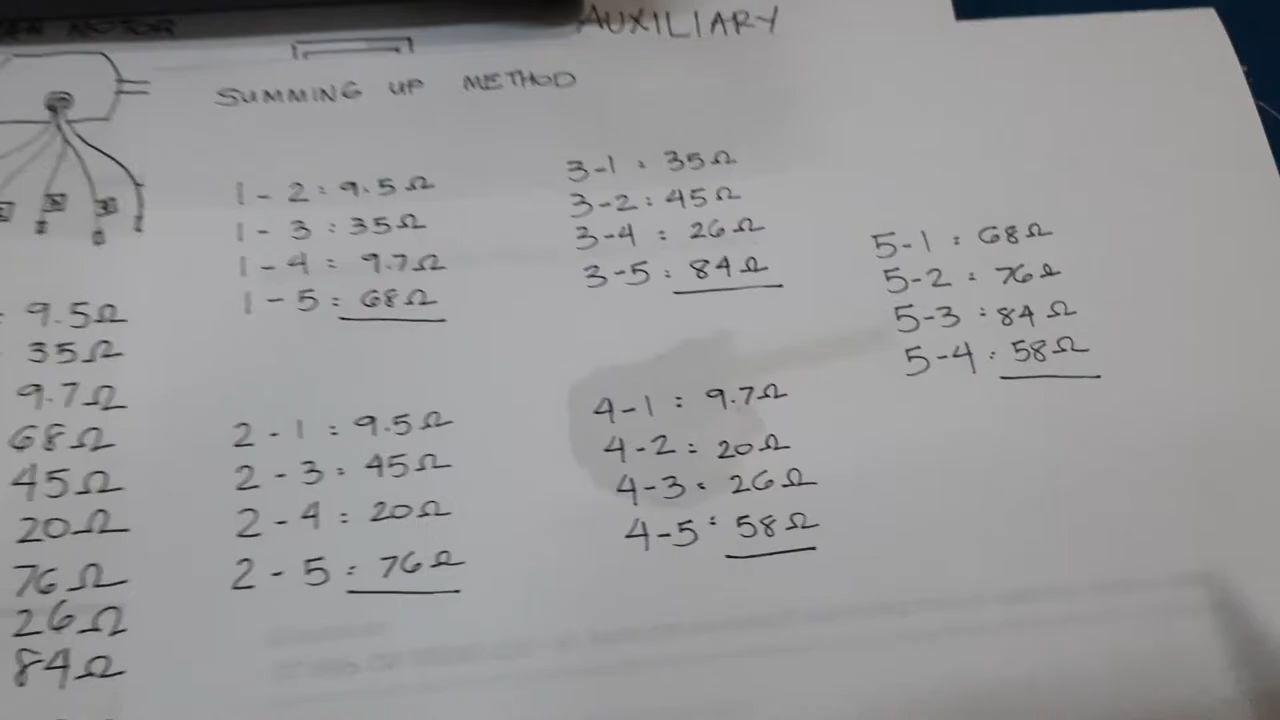 MOTOR
AUXILIARY
SUMMING UP METHOD
1 - 2 : 9.5Ω
1 - 3 : 35Ω
1 - 4 : 9.7Ω
1 - 5 : 68Ω
2 - 1 : 9.5Ω
2 - 3 : 45Ω
2 - 4 : 20Ω
2 - 5 : 76Ω
3-1 : 35Ω
3-2 : 45Ω
3-4 : 26Ω
3-5 : 84Ω
4-1 : 9.7Ω
4-2 : 20Ω
4-3 : 26Ω
4-5 : 58Ω
5-1 : 68Ω
5-2 : 76Ω
5-3 : 84Ω
5-4 : 58Ω
9.5Ω
35Ω
9.7Ω
68Ω
45Ω
20Ω
76Ω
26Ω
84Ω